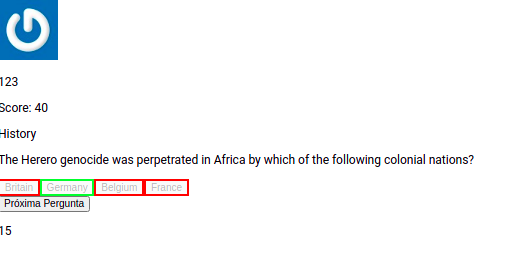 123
Score: 40
History
The Herero genocide was perpetrated in Africa by which of the following colonial nations?
Britain Germany Belgium France
Próxima Pergunta
15